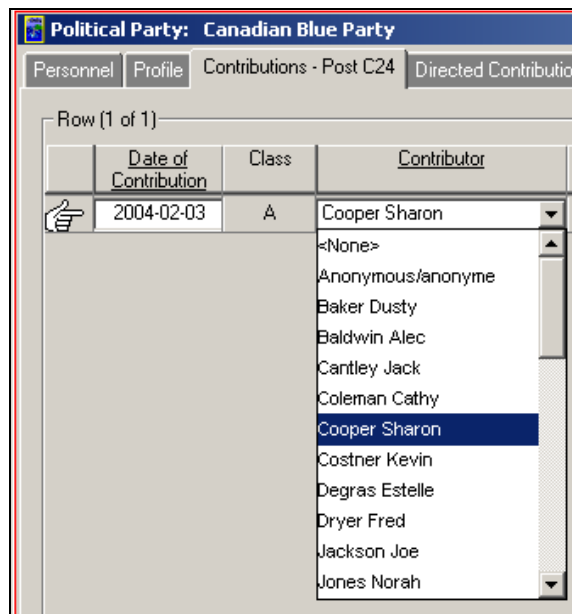 Political Party: Canadian Blue Party
Personnel Profile Contributions - Post C24 Directed Contributio
Row (1 of 1)
Date of Contribution Class Contributor
2004-02-03 A Cooper Sharon
<None>
Anonymous/anonyme
Baker Dusty
Baldwin Alec
Cantley Jack
Coleman Cathy
Cooper Sharon
Costner Kevin
Degras Estelle
Dryer Fred
Jackson Joe
Jones Norah